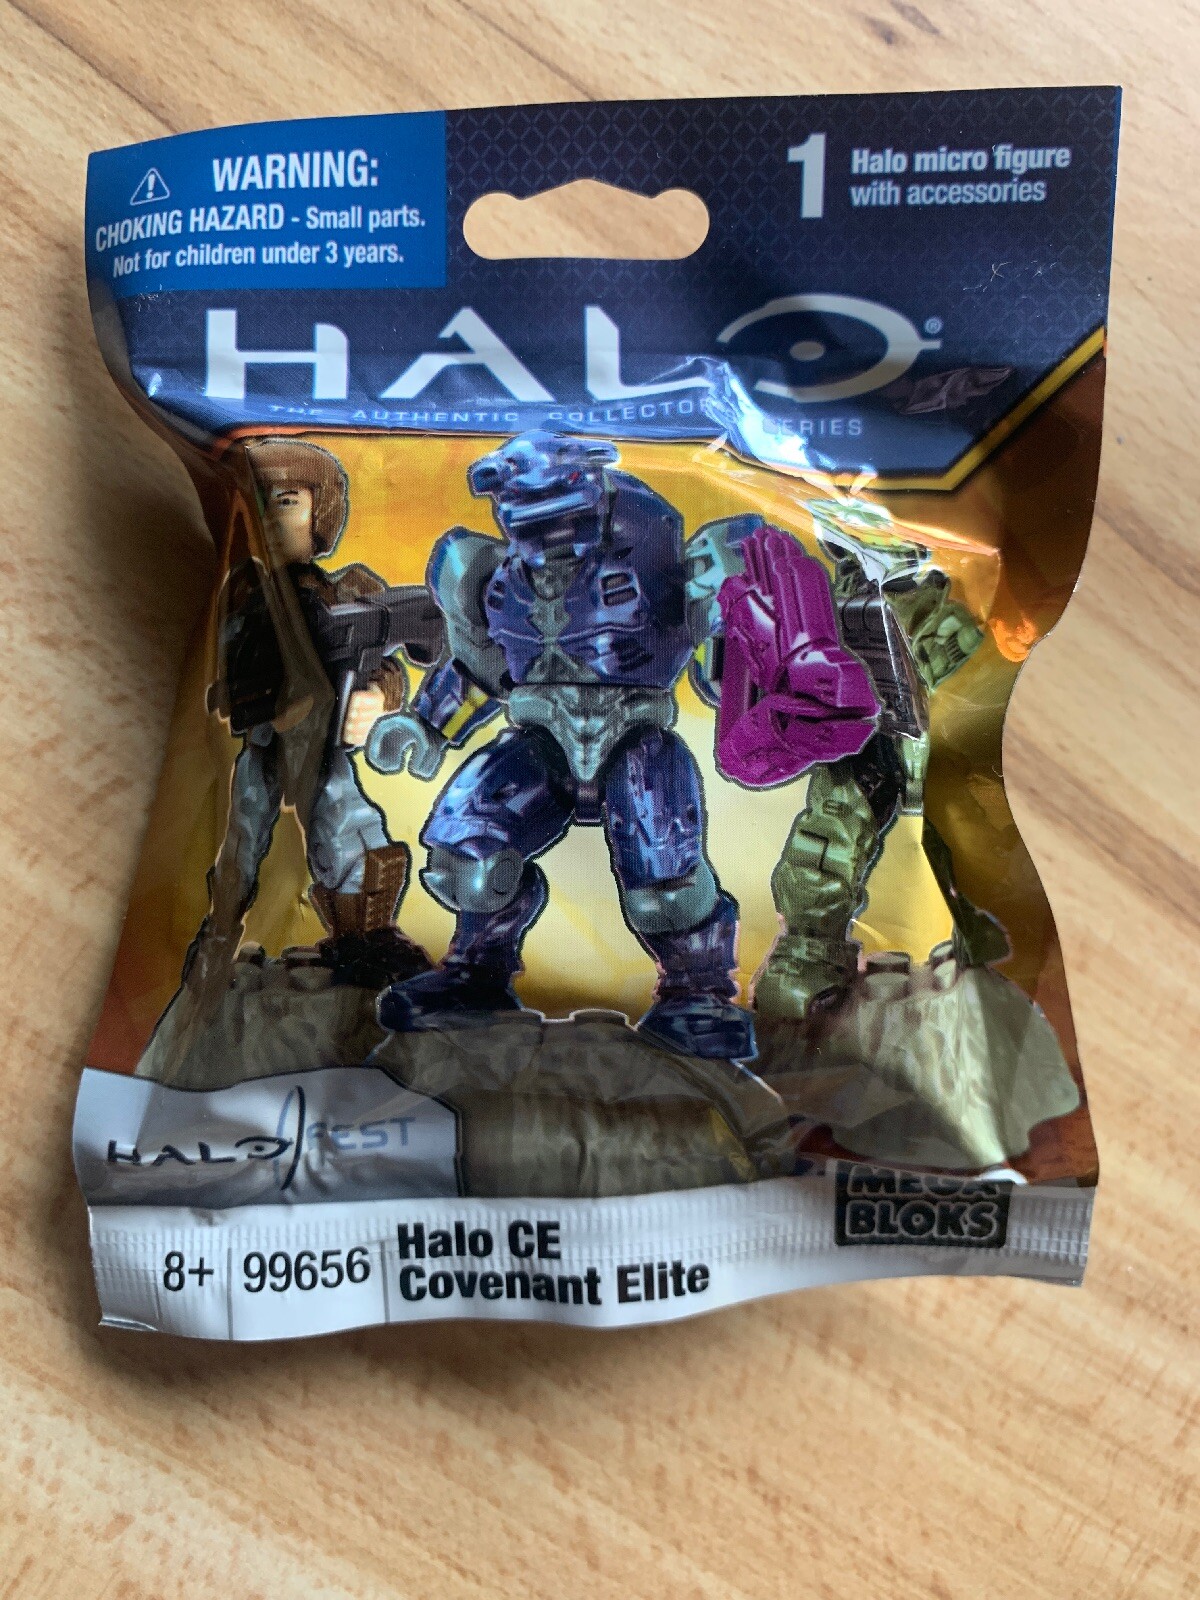 WARNING:
CHOKING HAZARD - Small parts.
Not for children under 3 years.
1 Halo micro figure
with accessories
HALO®
THE AUTHENTIC COLLECTOR SERIES
HALO FEST
MEGA
BLOKS
8+ 99656 Halo CE
Covenant Elite